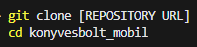 git clone [REPOSITORY URL]
cd konyvesbolt_mobil